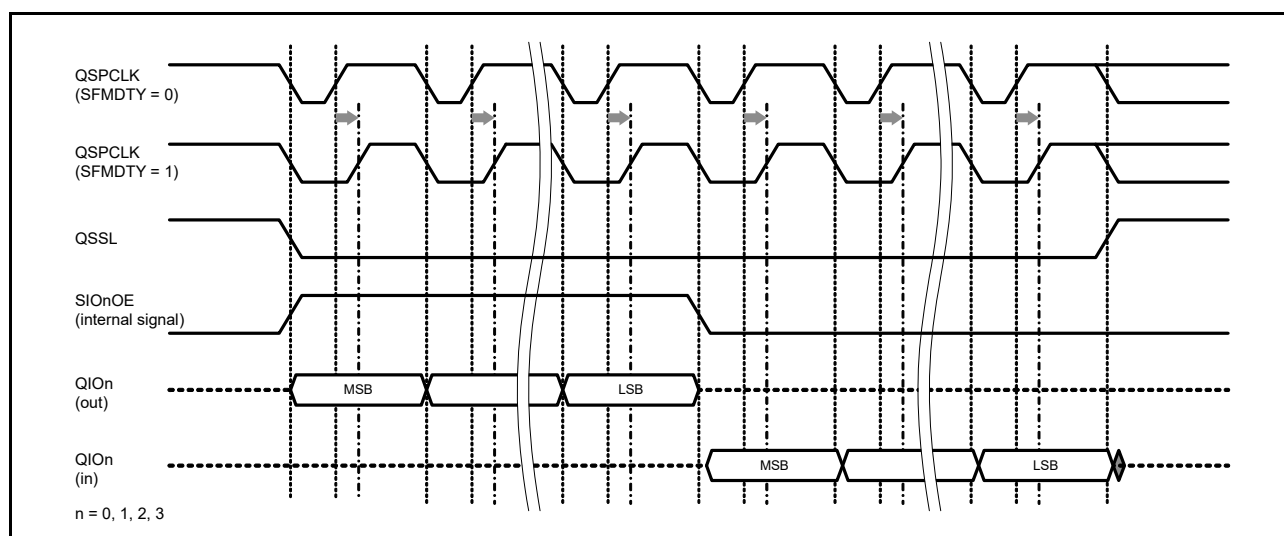 QSPCLK
(SFMDTY = 0)
QSPCLK
(SFMDTY = 1)
QSSL
SIOnOE
(internal signal)
QIOn
(out)
MSB
LSB
QIOn
(in)
MSB
LSB
n = 0, 1, 2, 3